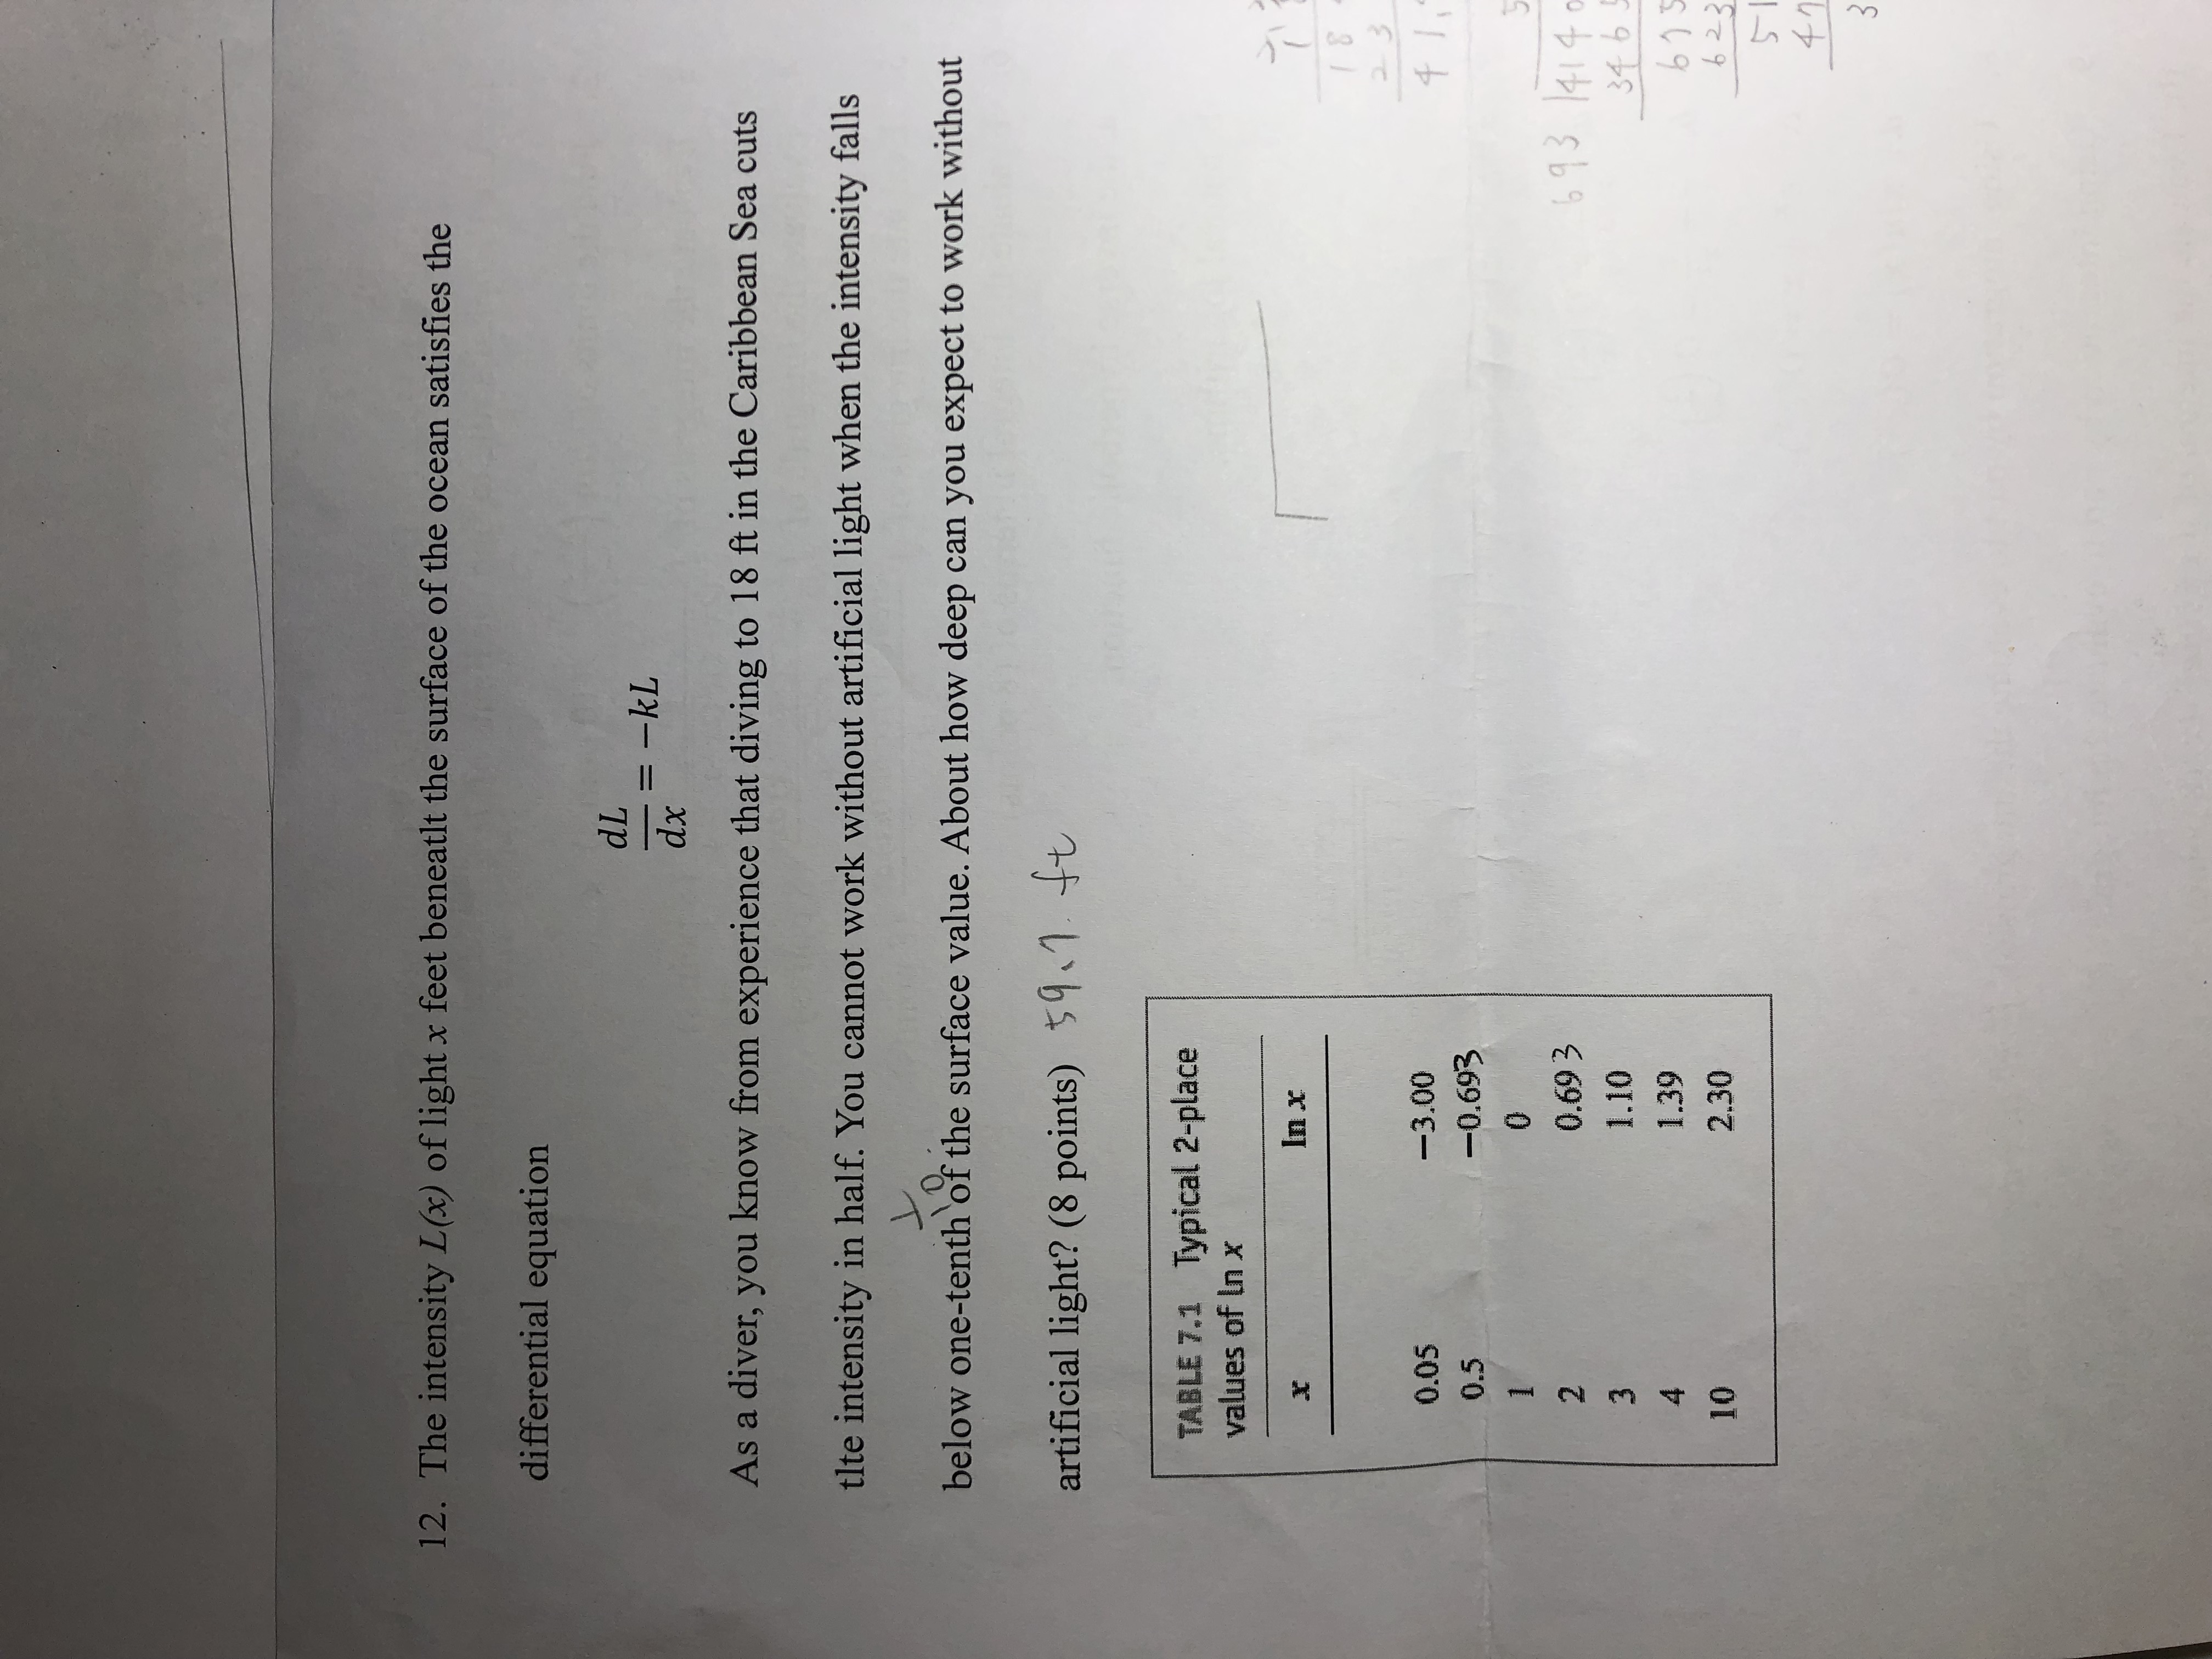 12. The intensity L(x) of light x feet beneatlt the surface of the ocean satisfies the
differential equation
dL
dx
= −kL
As a diver, you know from experience that diving to 18 ft in the Caribbean Sea cuts
tlte intensity in half. You cannot work without artificial light when the intensity falls
1
10
below one-tenth of the surface value. About how deep can you expect to work without
artificial light? (8 points) 59.7 ft
TABLE 7.1 Typical 2-place
values of ln x
x ln x
0.05 −3.00
0.5 −0.693
1 0
2 0.693
3 1.10
4 1.39
10 2.30
18
23
41,
5
693 4140
3465
675
623
51
47
3